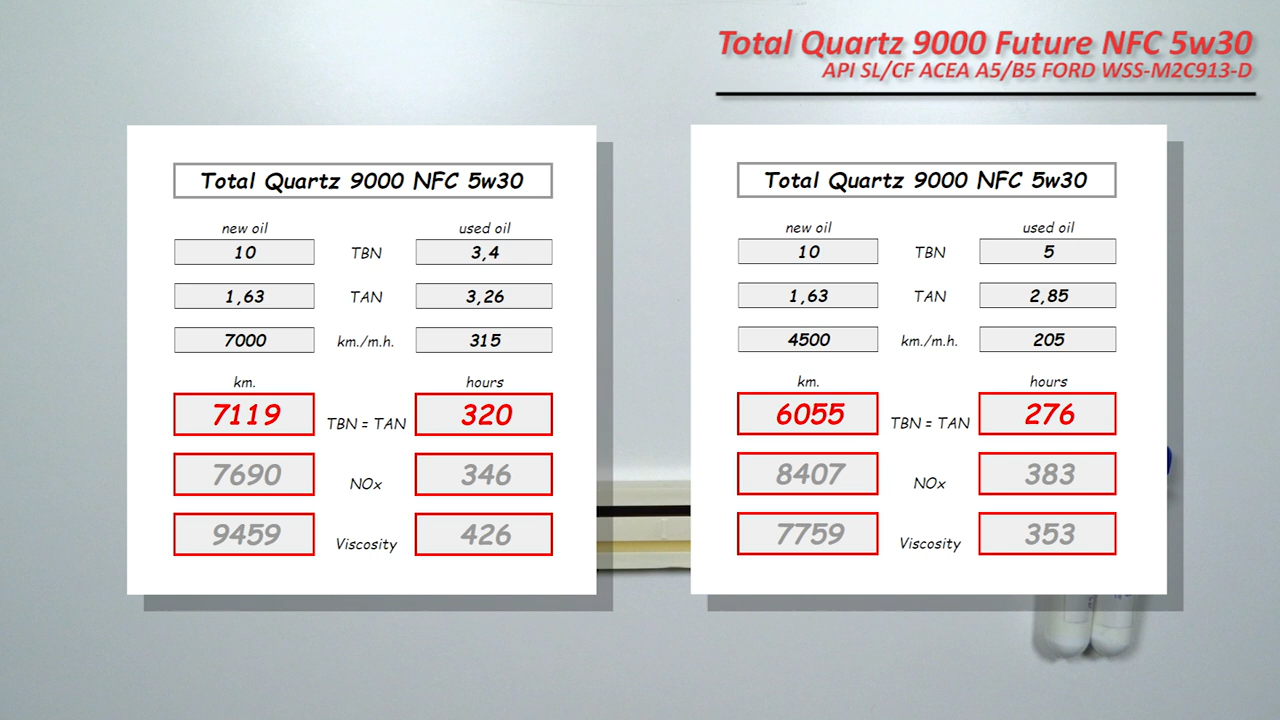 Total Quartz 9000 Future NFC 5w30
API SL/CF ACEA A5/B5 FORD WSS-M2C913-D
Total Quartz 9000 NFC 5w30
new oil used oil
10 TBN 3,4
1,63 TAN 3,26
7000 km./m.h. 315
km. hours
7119 TBN = TAN 320
7690 NOx 346
9459 Viscosity 426
Total Quartz 9000 NFC 5w30
new oil used oil
10 TBN 5
1,63 TAN 2,85
4500 km./m.h. 205
km. hours
6055 TBN = TAN 276
8407 NOx 383
7759 Viscosity 353